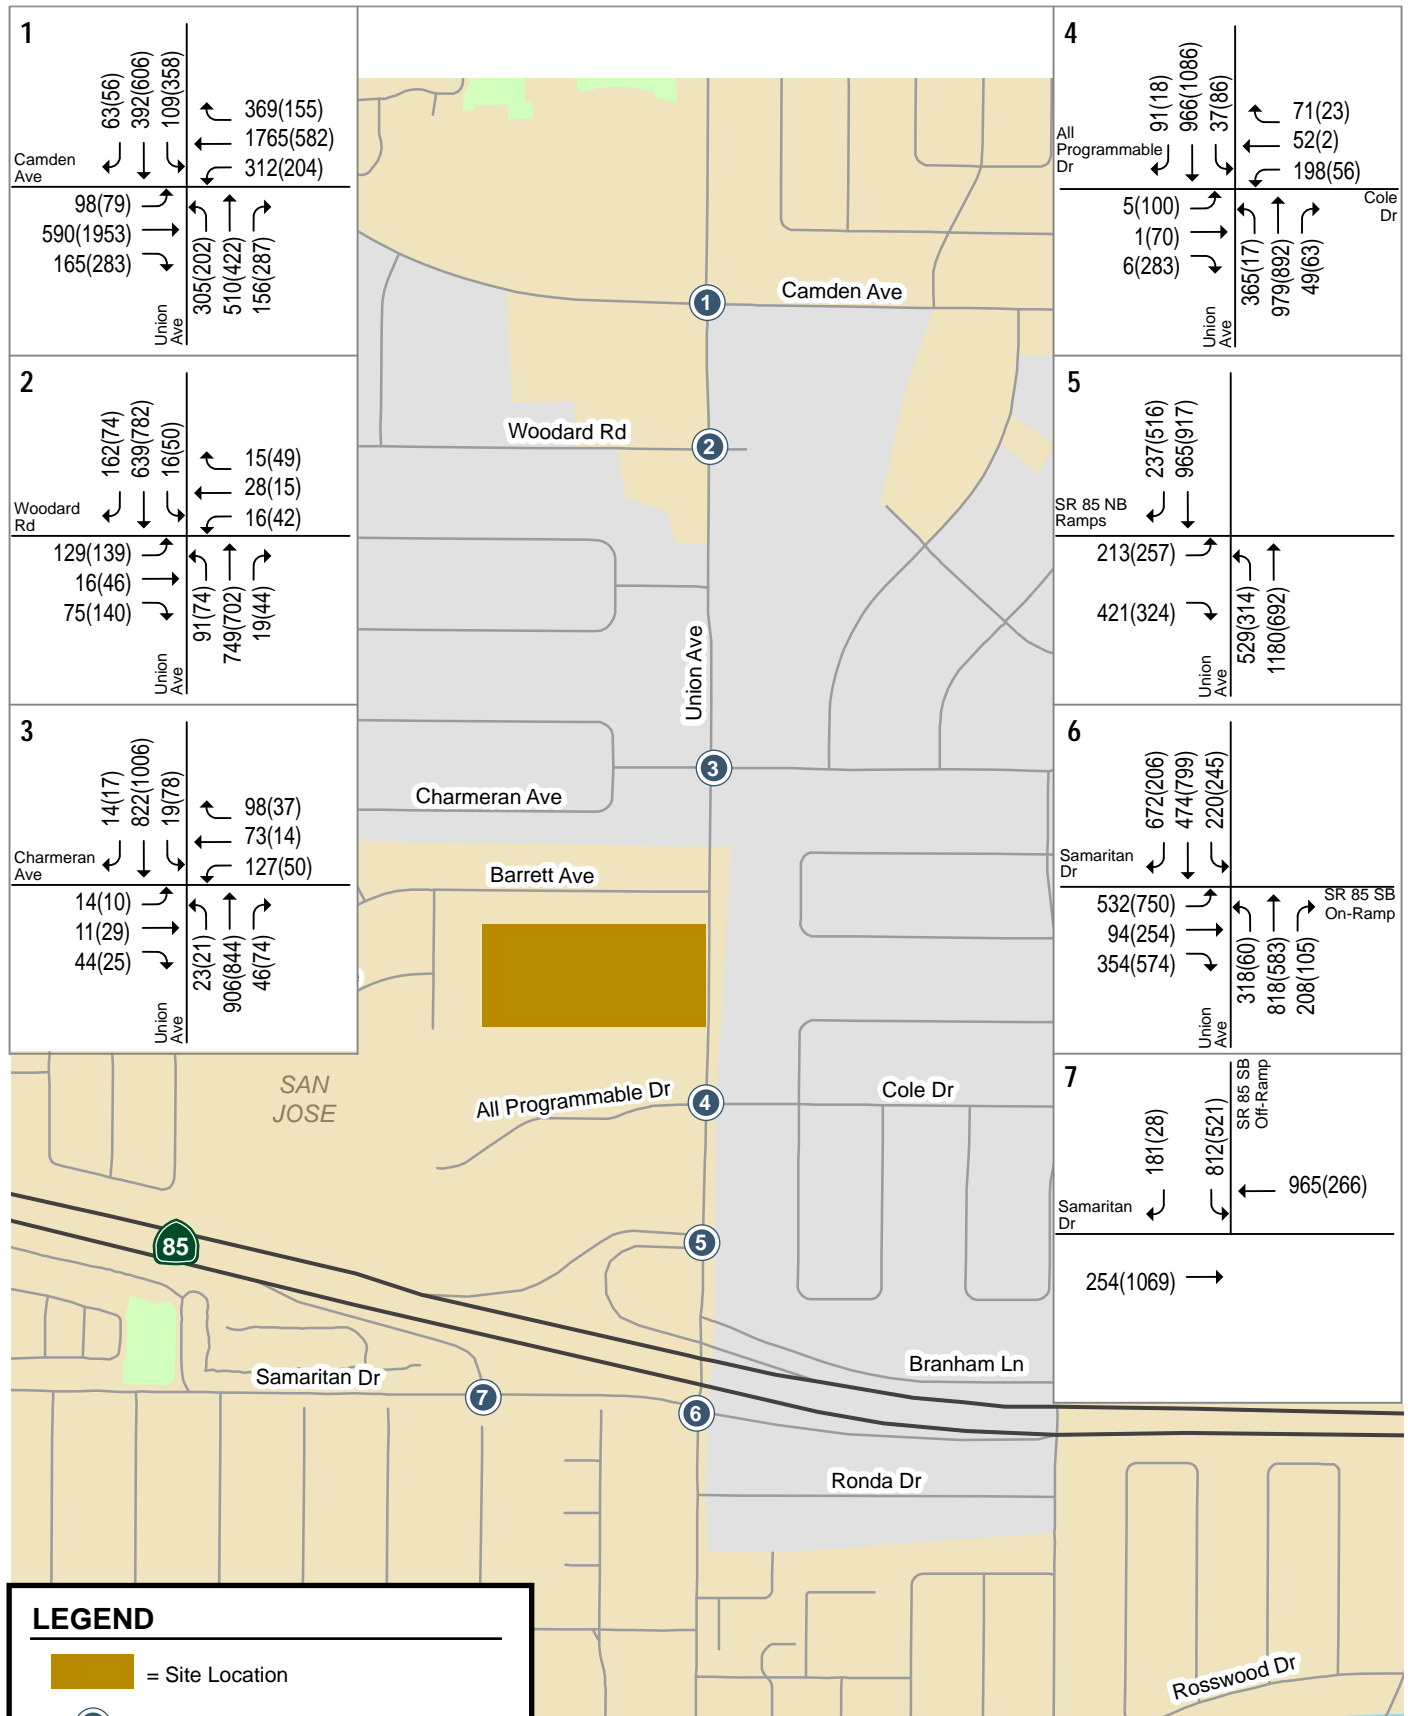 1
63(56)
392(606)
109(358)
369(155)
1765(582)
312(204)
Camden
Ave
98(79)
590(1953)
165(283)
305(202)
510(422)
156(287)
Union
Ave
2
162(74)
639(782)
16(50)
15(49)
28(15)
16(42)
Woodard
Rd
129(139)
16(46)
75(140)
91(74)
749(702)
19(44)
Union
Ave
3
14(17)
822(1006)
19(78)
98(37)
73(14)
127(50)
Charmeran
Ave
14(10)
11(29)
44(25)
23(21)
906(844)
46(74)
Union
Ave
4
91(18)
966(1086)
37(86)
71(23)
52(2)
198(56)
All
Programmable
Dr
Cole
Dr
5(100)
1(70)
6(283)
365(17)
979(892)
49(63)
Union
Ave
5
237(516)
965(917)
SR 85 NB
Ramps
213(257)
421(324)
529(314)
1180(692)
Union
Ave
6
672(206)
474(799)
220(245)
Samaritan
Dr
SR 85 SB
On-Ramp
532(750)
94(254)
354(574)
318(60)
818(583)
208(105)
Union
Ave
7
181(28)
812(521)
SR 85 SB
Off-Ramp
965(266)
Samaritan
Dr
254(1069)
Camden Ave
1
Woodard Rd
2
Union Ave
3
Charmeran Ave
Barrett Ave
SAN
JOSE
All Programmable Dr
4
Cole Dr
85
5
Branham Ln
Samaritan Dr
7
6
Ronda Dr
Rosswood Dr
LEGEND
= Site Location